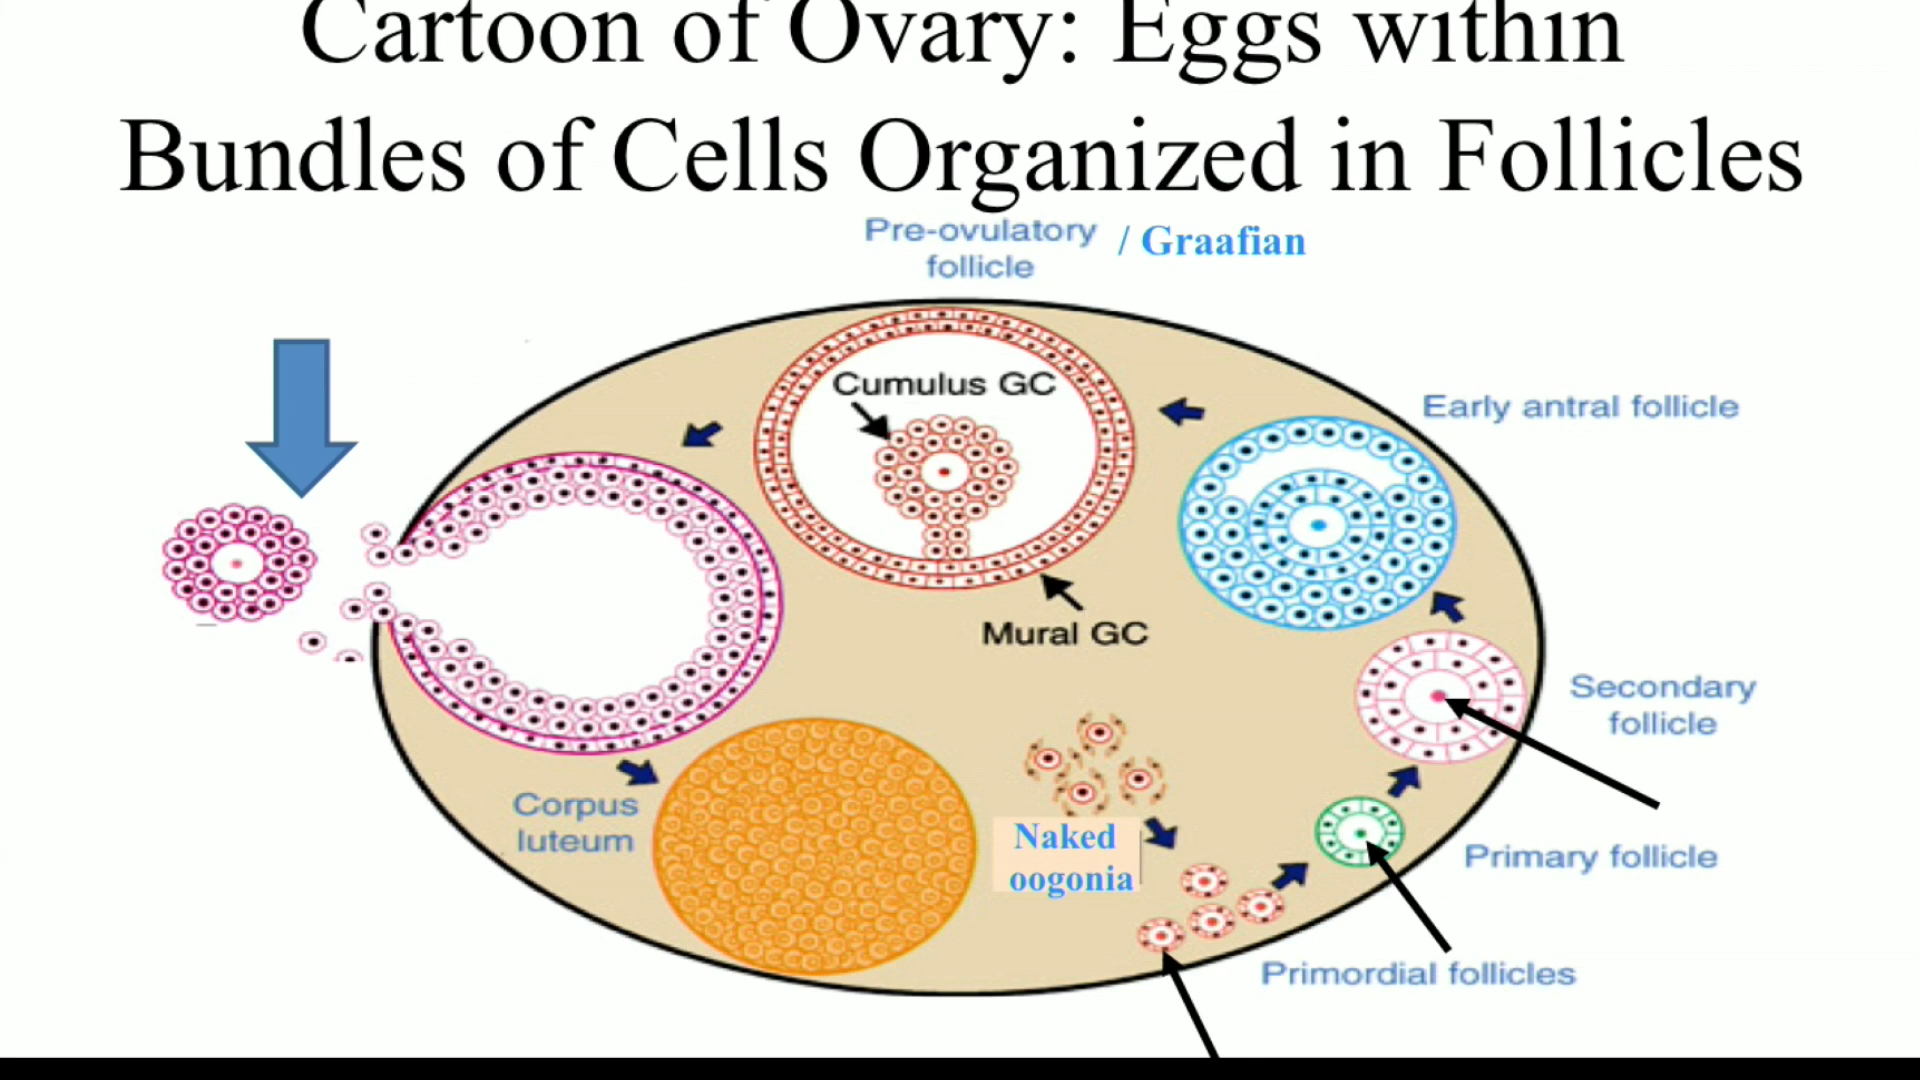 Cartoon of Ovary: Eggs within
Bundles of Cells Organized in Follicles
Pre-ovulatory / Graafian
follicle
Cumulus GC
Early antral follicle
Mural GC
Secondary
follicle
Corpus
luteum
Naked
oogonia
Primary follicle
Primordial follicles